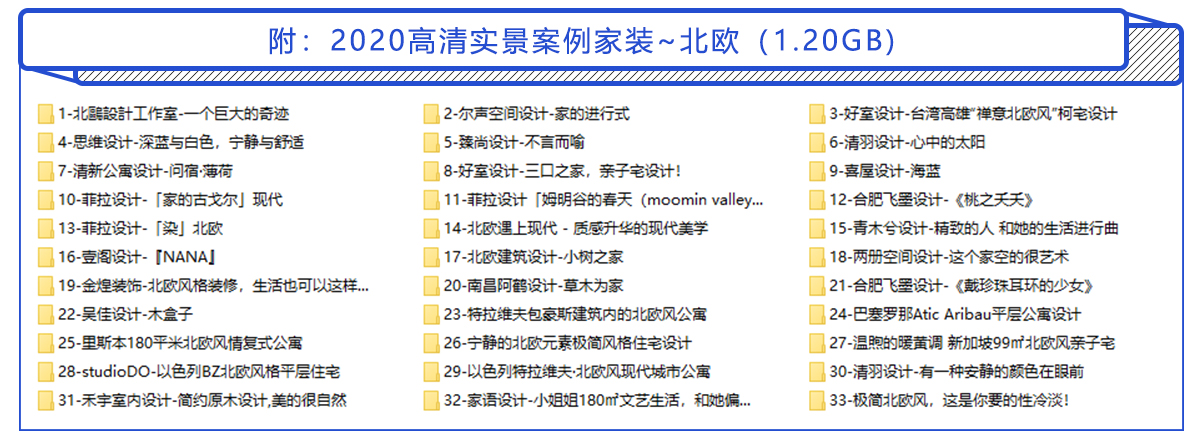 附：2020高清实景案例家装~北欧（1.20GB）
1-北鷗設計工作室-一个巨大的奇迹
2-尔声空间设计-家的进行式
3-好室设计-台湾高雄“禅意北欧风”柯宅设计
4-思维设计-深蓝与白色，宁静与舒适
5-臻尚设计-不言而喻
6-清羽设计-心中的太阳
7-清新公寓设计-问宿·薄荷
8-好室设计-三口之家，亲子宅设计！
9-喜屋设计-海蓝
10-菲拉设计-「家的古戈尔」现代
11-菲拉设计「姆明谷的春天（moomin valley...
12-合肥飞墨设计-《桃之夭夭》
13-菲拉设计-「染」北欧
14-北欧遇上现代 - 质感升华的现代美学
15-青木兮设计-精致的人 和她的生活进行曲
16-壹阁设计-『NANA』
17-北欧建筑设计-小树之家
18-两册空间设计-这个家空的很艺术
19-金煌装饰-北欧风格装修，生活也可以这样...
20-南昌阿鹤设计-草木为家
21-合肥飞墨设计-《戴珍珠耳环的少女》
22-吴佳设计-木盒子
23-特拉维夫包豪斯建筑内的北欧风公寓
24-巴塞罗那Atic Aribau平层公寓设计
25-里斯本180平米北欧风情复式公寓
26-宁静的北欧元素极简风格住宅设计
27-温煦的暖黄调 新加坡99㎡北欧风亲子宅
28-studioDO-以色列BZ北欧风格平层住宅
29-以色列特拉维夫·北欧风现代城市公寓
30-清羽设计-有一种安静的颜色在眼前
31-禾宇室内设计-简约原木设计,美的很自然
32-家语设计-小姐姐180㎡文艺生活，和她偏...
33-极简北欧风，这是你要的性冷淡！